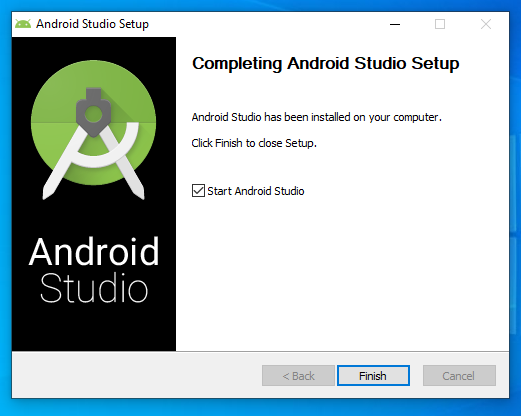 Android Studio Setup
Completing Android Studio Setup
Android Studio has been installed on your computer.
Click Finish to close Setup.
Start Android Studio
Android
Studio
< Back
Finish
Cancel